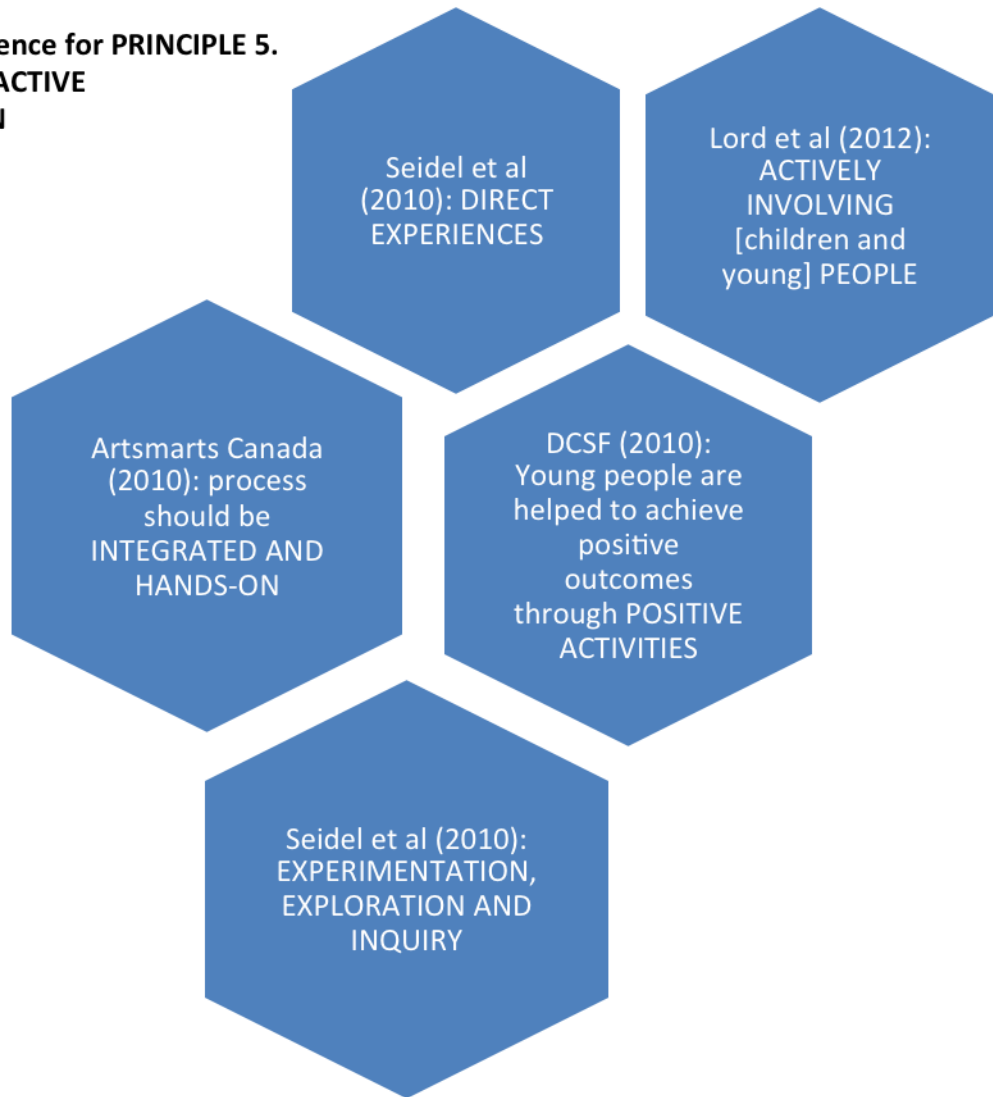 ence for PRINCIPLE 5.
ACTIVE
N
Seidel et al
(2010): DIRECT
EXPERIENCES
Lord et al (2012):
ACTIVELY
INVOLVING
[children and
young] PEOPLE
Artsmarts Canada
(2010): process
should be
INTEGRATED AND
HANDS-ON
DCSF (2010):
Young people are
helped to achieve
positive
outcomes
through POSITIVE
ACTIVITIES
Seidel et al (2010):
EXPERIMENTATION,
EXPLORATION AND
INQUIRY